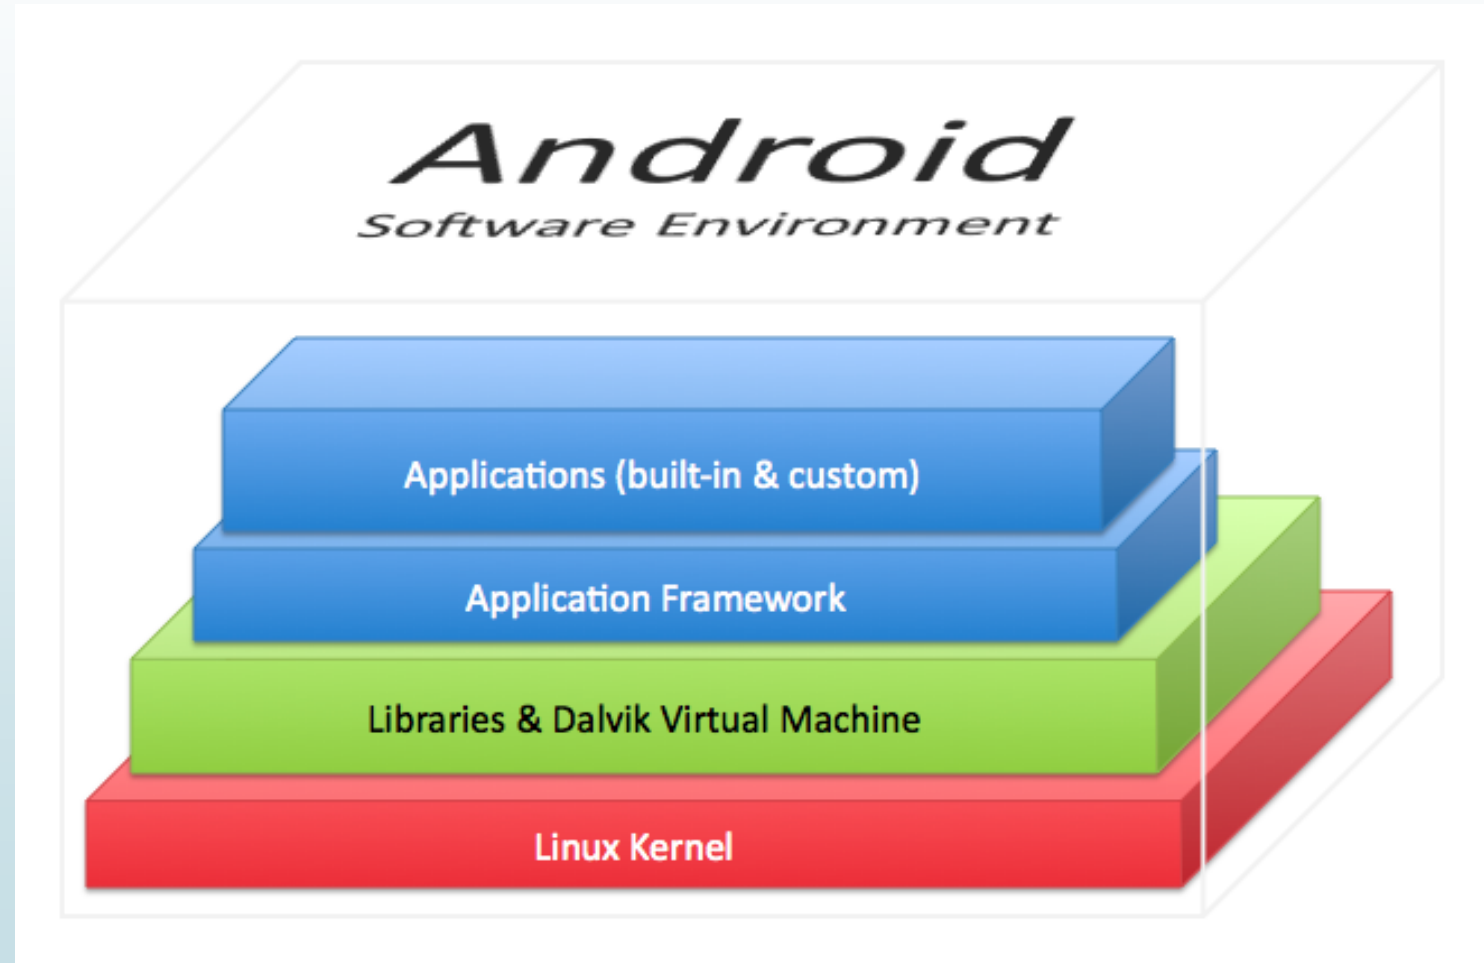 Android
Software Environment
Applications (built-in & custom)
Application Framework
Libraries & Dalvik Virtual Machine
Linux Kernel